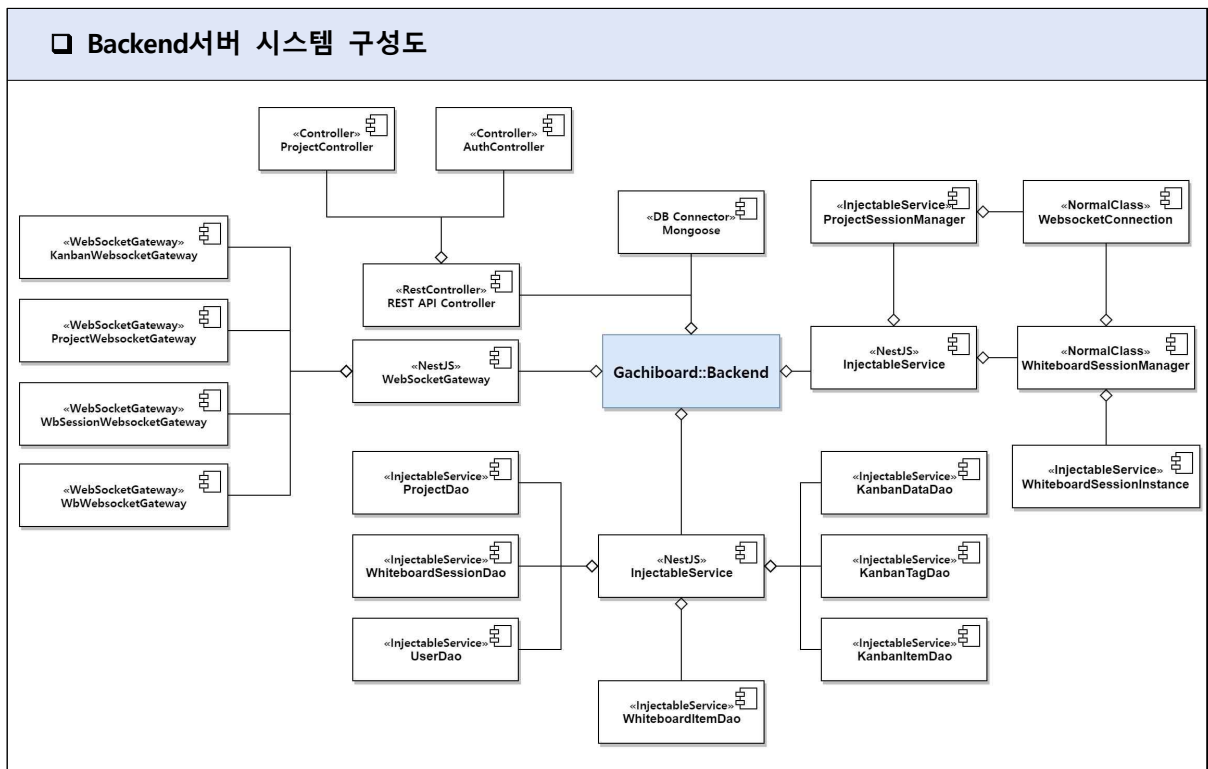 ❑ Backend서버 시스템 구성도
«Controller»
ProjectController
«Controller»
AuthController
«DB Connector»
Mongoose
«InjectableService»
ProjectSessionManager
«NormalClass»
WebsocketConnection
«WebSocketGateway»
KanbanWebsocketGateway
«RestController»
REST API Controller
«WebSocketGateway»
ProjectWebsocketGateway
«NestJS»
WebSocketGateway
Gachiboard::Backend
«NestJS»
InjectableService
«NormalClass»
WhiteboardSessionManager
«WebSocketGateway»
WbSessionWebsocketGateway
«WebSocketGateway»
WbWebsocketGateway
«InjectableService»
ProjectDao
«InjectableService»
KanbanDataDao
«InjectableService»
WhiteboardSessionInstance
«InjectableService»
WhiteboardSessionDao
«NestJS»
InjectableService
«InjectableService»
KanbanTagDao
«InjectableService»
UserDao
«InjectableService»
KanbanItemDao
«InjectableService»
WhiteboardItemDao